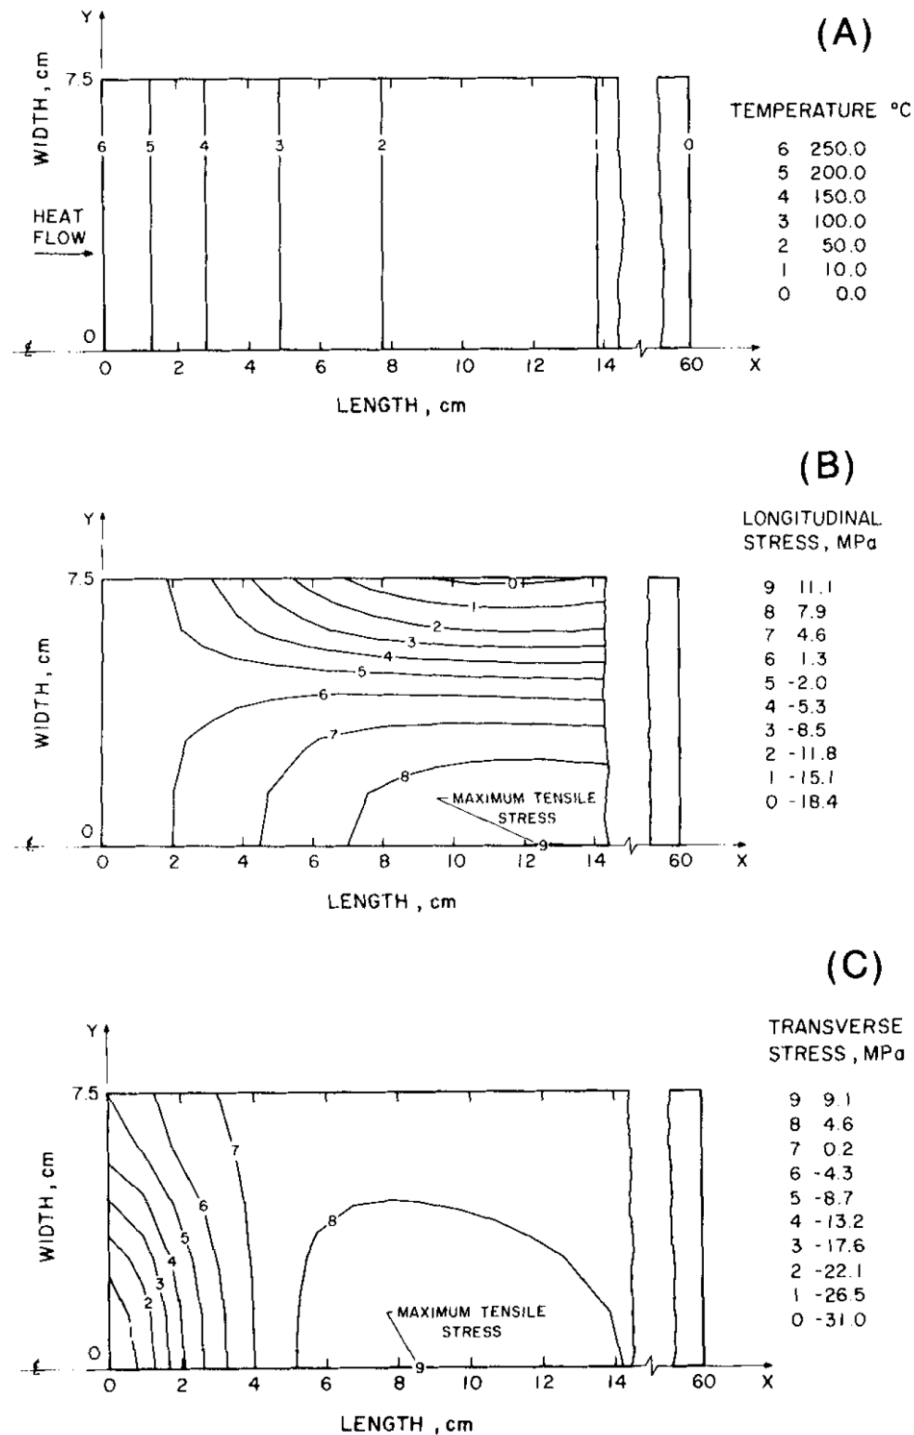 (A)
Y
WIDTH, cm
7.5
0
HEAT
FLOW
6 5 4 3 2 1 0
℄
0 2 4 6 8 10 12 14 60 X
LENGTH, cm
TEMPERATURE °C
6 250.0
5 200.0
4 150.0
3 100.0
2 50.0
1 10.0
0 0.0
(B)
Y
WIDTH, cm
7.5
0
0
1
2
3
4
5
6
7
8
MAXIMUM TENSILE
STRESS
9
℄
0 2 4 6 8 10 12 14 60 X
LENGTH, cm
LONGITUDINAL
STRESS, MPa
9 11.1
8 7.9
7 4.6
6 1.3
5 -2.0
4 -5.3
3 -8.5
2 -11.8
1 -15.1
0 -18.4
(C)
Y
WIDTH, cm
7.5
0
7
6
8
5
4
3
2
1
MAXIMUM TENSILE
STRESS
9
℄
0 2 4 6 8 10 12 14 60 X
LENGTH, cm
TRANSVERSE
STRESS, MPa
9 9.1
8 4.6
7 0.2
6 -4.3
5 -8.7
4 -13.2
3 -17.6
2 -22.1
1 -26.5
0 -31.0